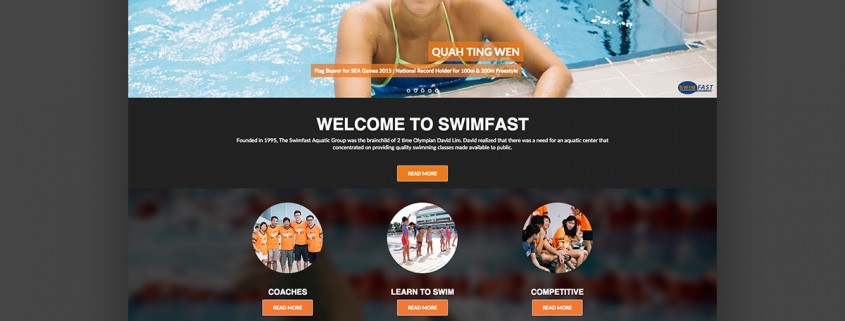 QUAH TING WEN
Flag Bearer for SEA Games 2015 | National Record Holder for 100m & 200m Freestyle
SWIM FAST
WELCOME TO SWIMFAST
Founded in 1995, The Swimfast Aquatic Group was the brainchild of 2 time Olympian David Lim. David realized that there was a need for an aquatic center that
concentrated on providing quality swimming classes made available to public.
READ MORE
COACHES
LEARN TO SWIM
COMPETITIVE
READ MORE
READ MORE
READ MORE